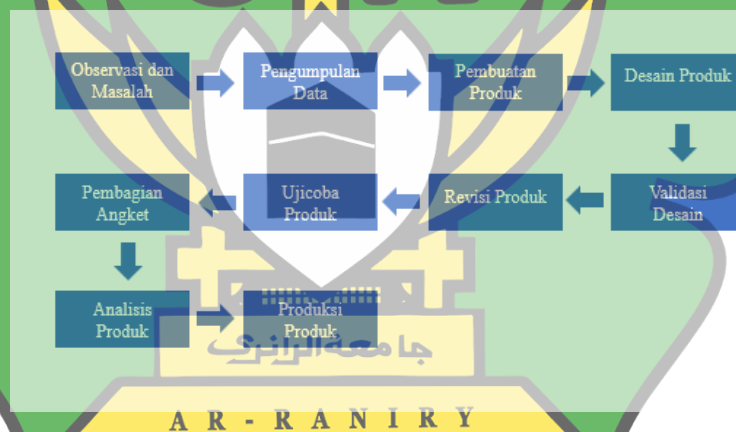 Observasi dan
Masalah
Pengumpulan
Data
Pembuatan
Produk
Desain Produk
Validasi
Desain
Revisi Produk
Ujicoba
Produk
Pembagian
Angket
Analisis
Produk
Produksi
Produk
جامعة الرانري
AR-RANIRY